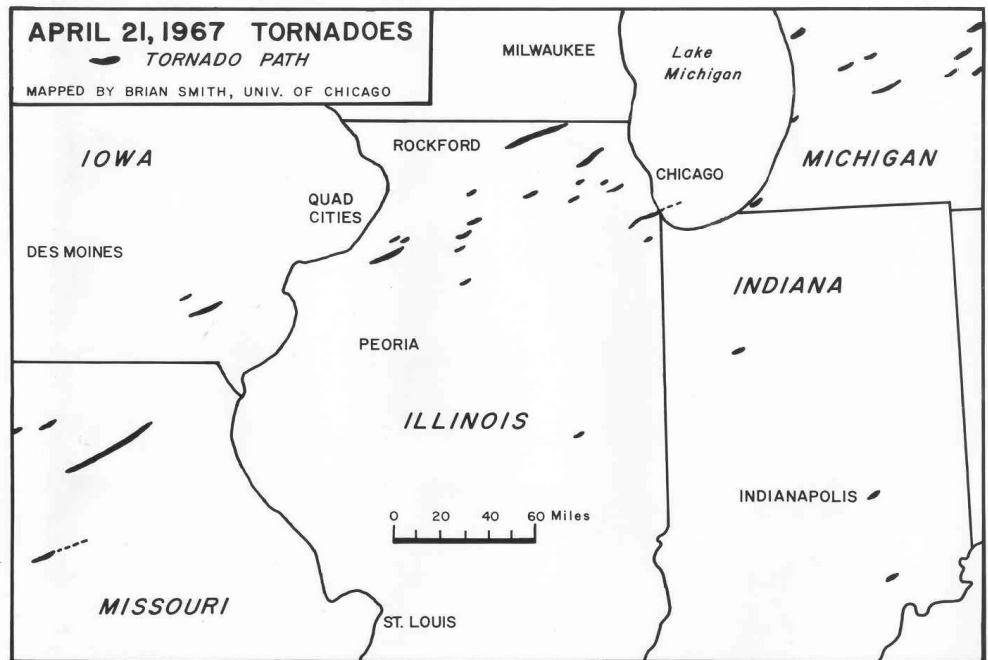 APRIL 21, 1967 TORNADOES
TORNADO PATH
MAPPED BY BRIAN SMITH, UNIV. OF CHICAGO
MILWAUKEE
Lake
Michigan
IOWA
ROCKFORD
MICHIGAN
CHICAGO
QUAD
CITIES
DES MOINES
INDIANA
PEORIA
ILLINOIS
INDIANAPOLIS
0 20 40 60 Miles
MISSOURI
ST. LOUIS